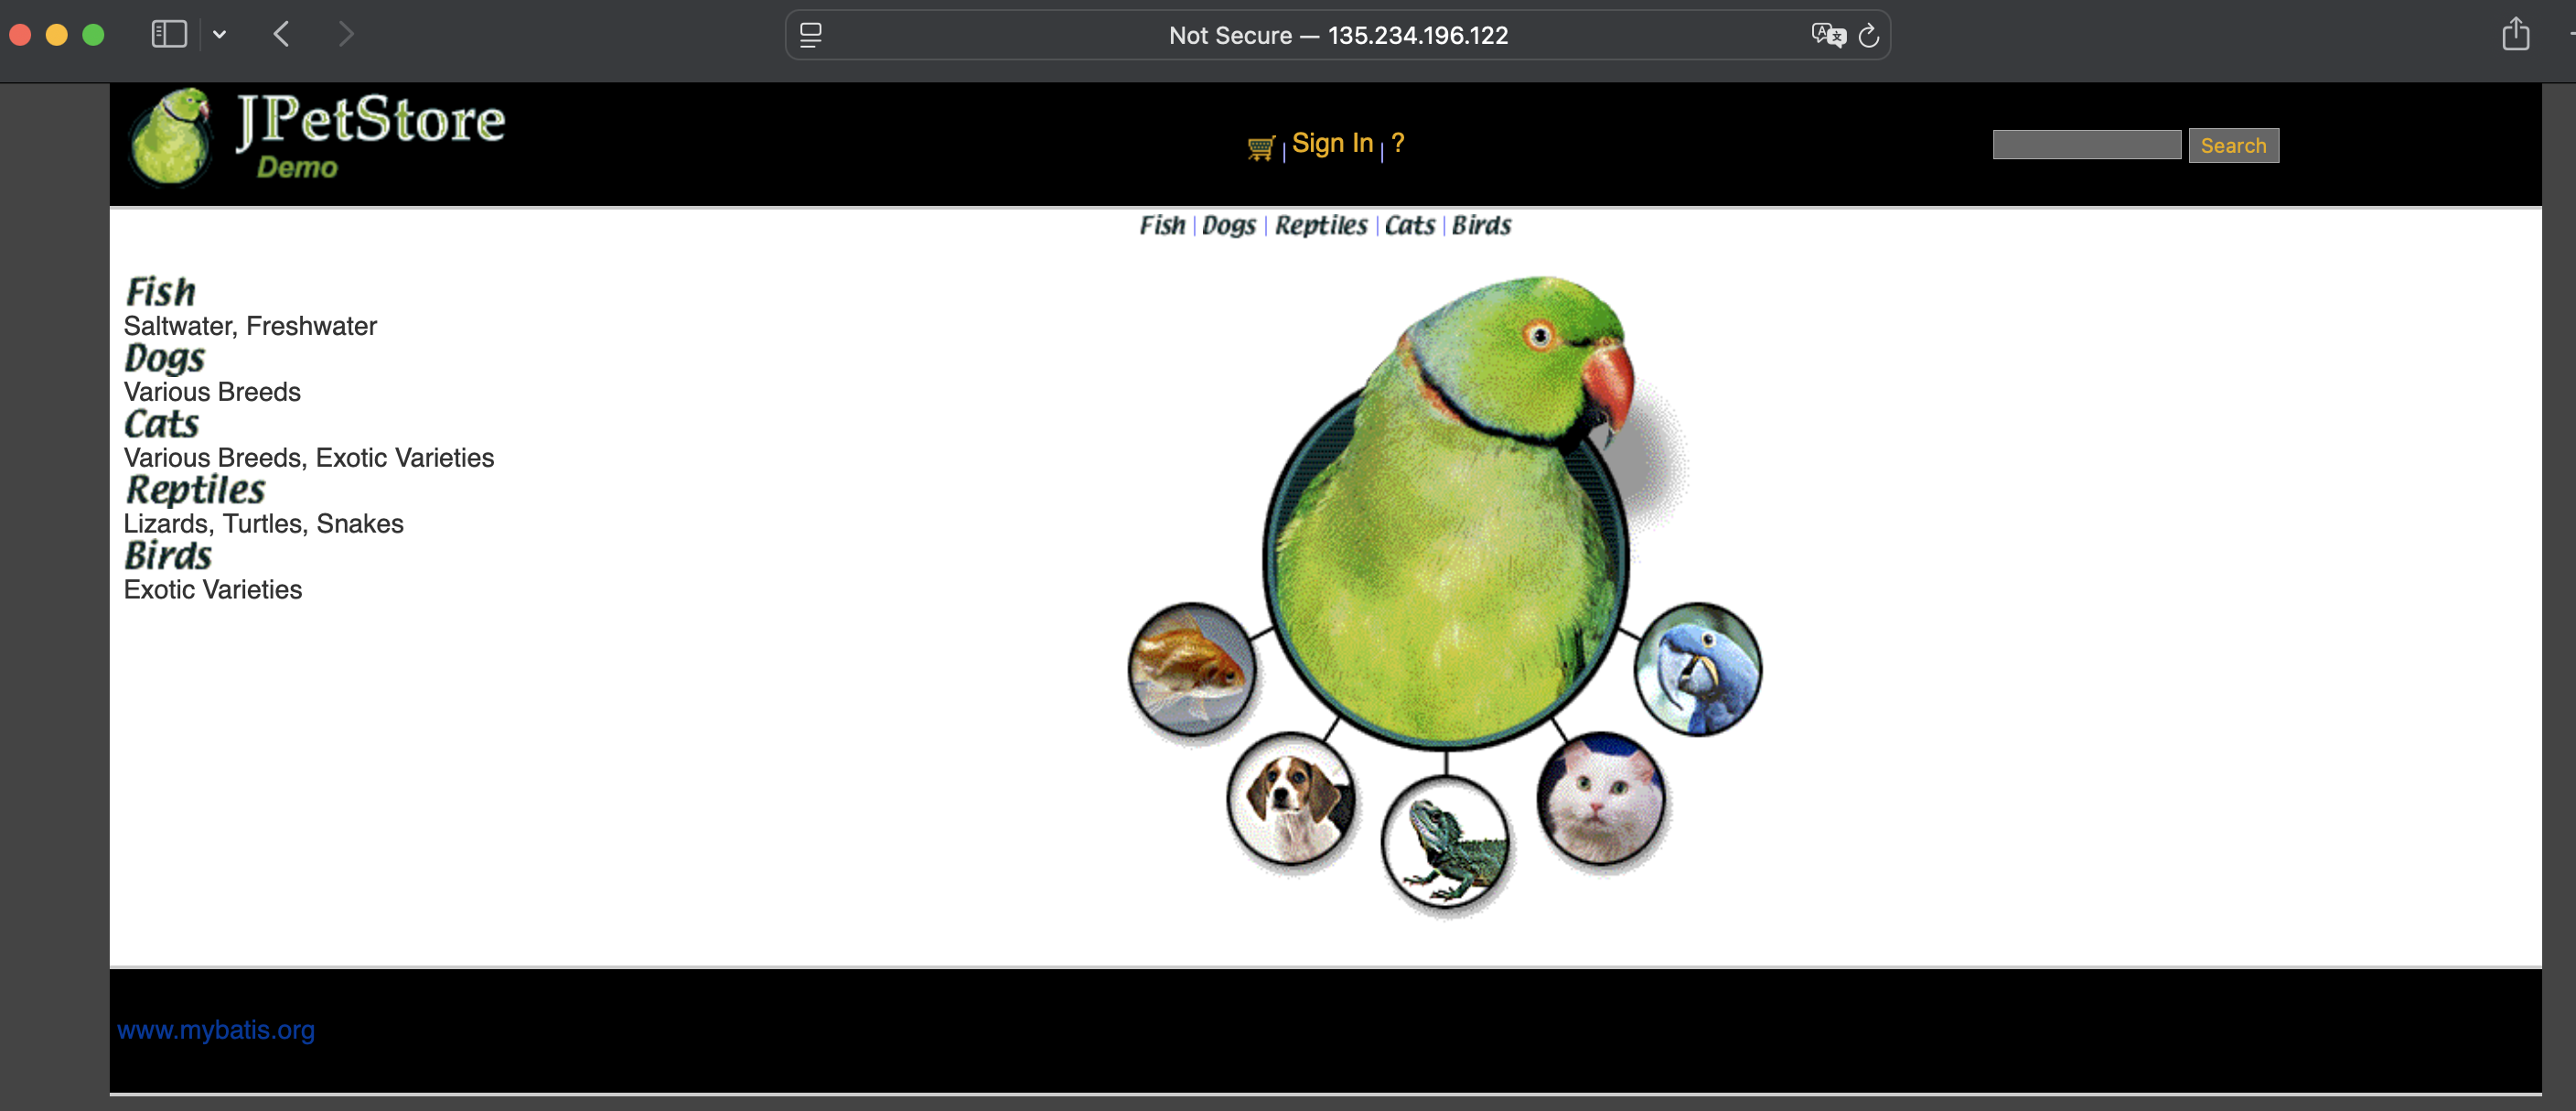 Not Secure — 135.234.196.122
JPetStore
Demo
Sign In | ?
Search
Fish | Dogs | Reptiles | Cats | Birds
Fish
Saltwater, Freshwater
Dogs
Various Breeds
Cats
Various Breeds, Exotic Varieties
Reptiles
Lizards, Turtles, Snakes
Birds
Exotic Varieties
www.mybatis.org